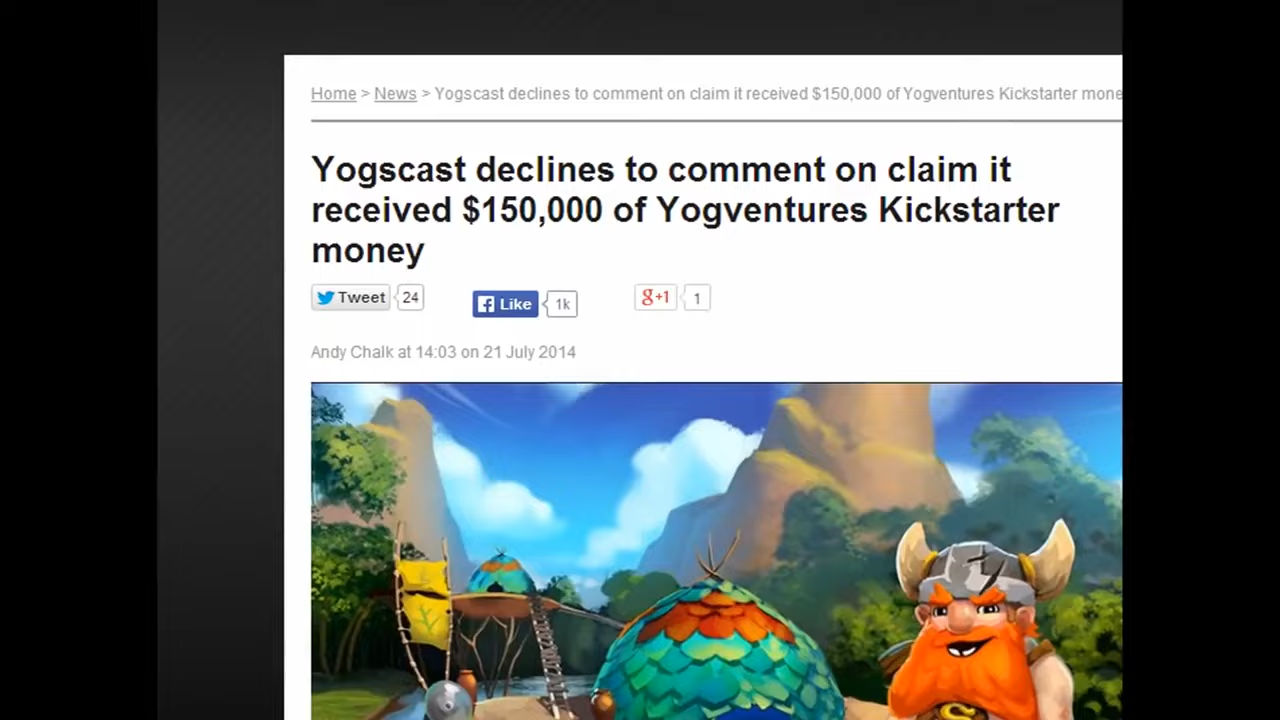 Home > News > Yogscast declines to comment on claim it received $150,000 of Yogventures Kickstarter mone
Yogscast declines to comment on claim it
received $150,000 of Yogventures Kickstarter
money
Tweet 24 Like 1k g+1 1
Andy Chalk at 14:03 on 21 July 2014